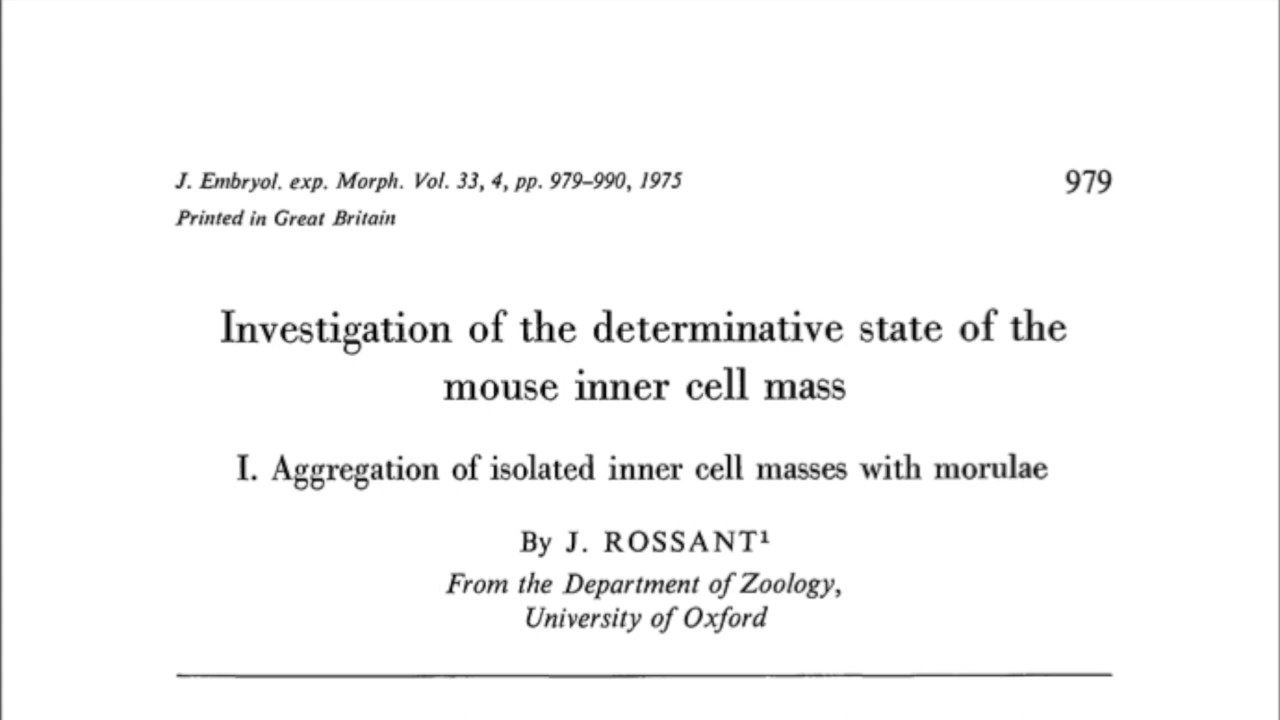 J. Embryol. exp. Morph. Vol. 33, 4, pp. 979–990, 1975 979
Printed in Great Britain
Investigation of the determinative state of the
mouse inner cell mass
I. Aggregation of isolated inner cell masses with morulae
By J. ROSSANT¹
From the Department of Zoology,
University of Oxford